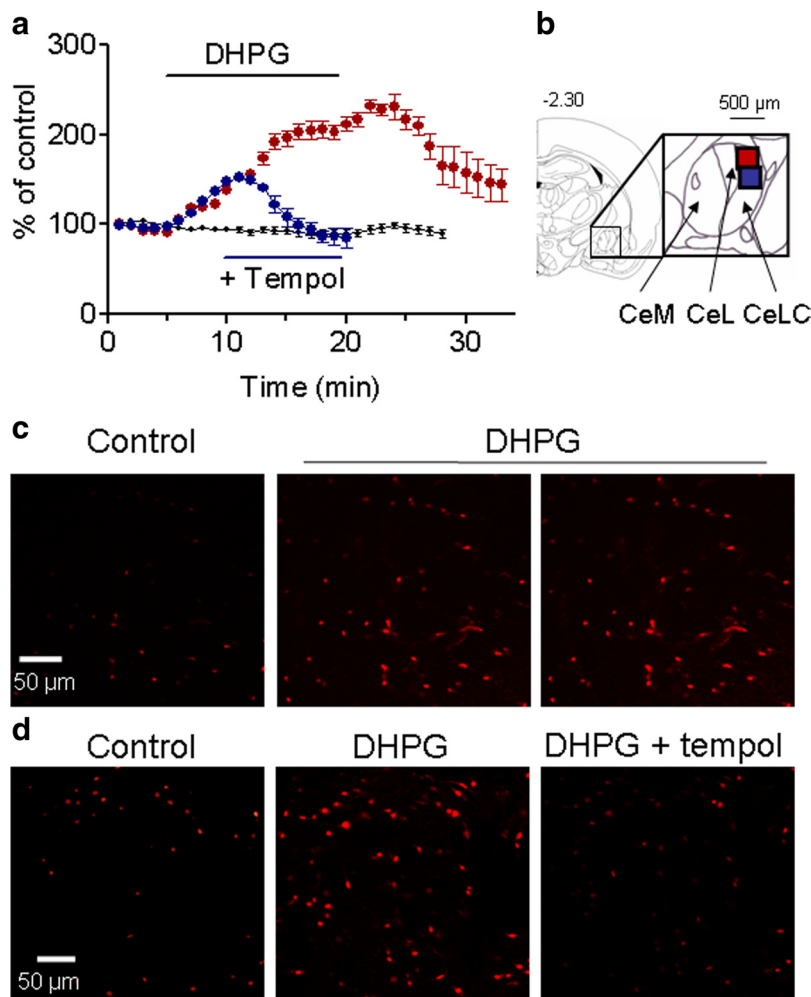 a
300
200
100
0
% of control
DHPG
+ Tempol
0
10
20
30
Time (min)
b
-2.30
500 µm
CeM CeL CeLC
c
Control
DHPG
50 µm
d
Control
DHPG
DHPG + tempol
50 µm